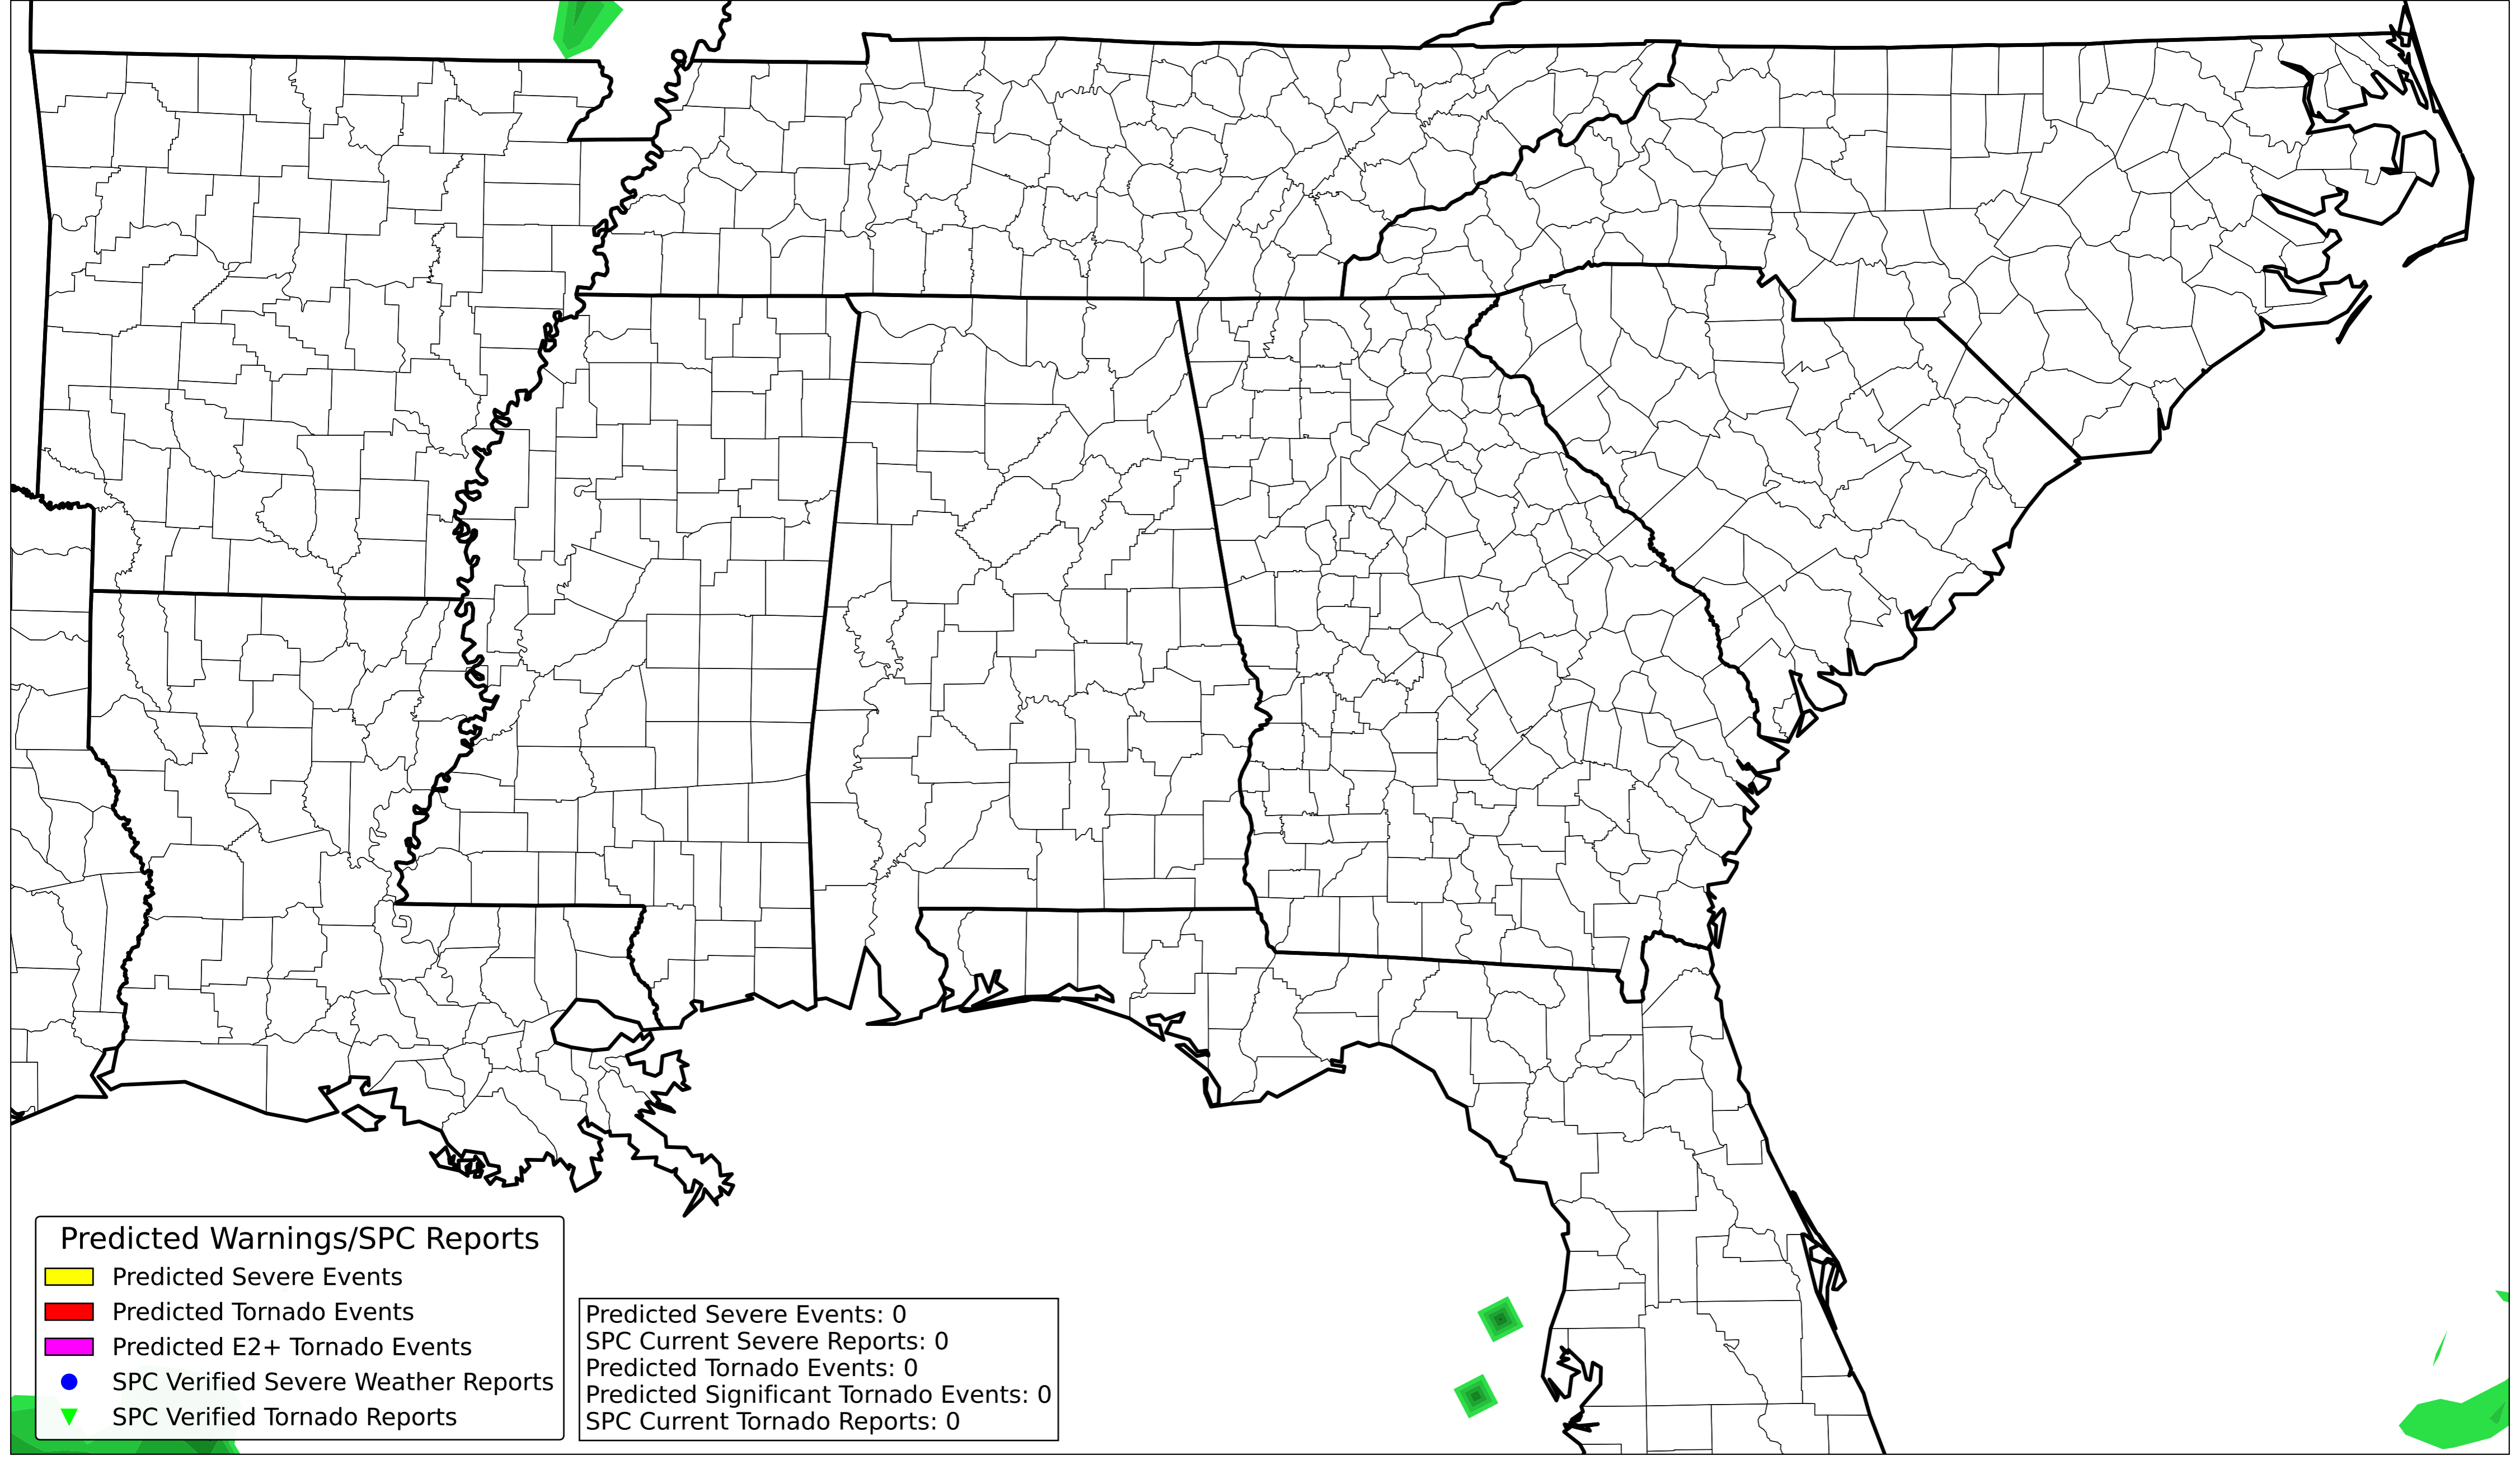 Predicted Warnings/SPC Reports
Predicted Severe Events
Predicted Tornado Events
Predicted E2+ Tornado Events
SPC Verified Severe Weather Reports
SPC Verified Tornado Reports
Predicted Severe Events: 0
SPC Current Severe Reports: 0
Predicted Tornado Events: 0
Predicted Significant Tornado Events: 0
SPC Current Tornado Reports: 0